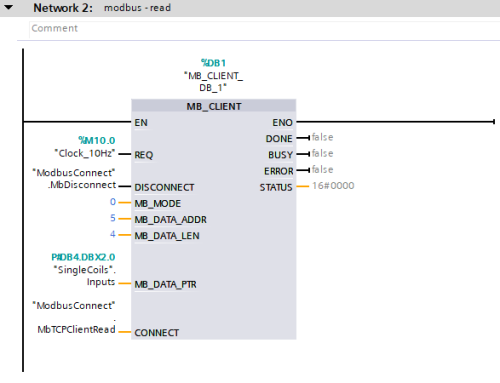 Network 2: modbus - read
Comment
%DB1
"MB_CLIENT_
DB_1"
MB_CLIENT
EN
ENO
DONE
false
%M10.0
"Clock_10Hz"
REQ
BUSY
false
ERROR
false
"ModbusConnect"
.MbDisconnect
DISCONNECT
STATUS
16#0000
0
MB_MODE
5
MB_DATA_ADDR
4
MB_DATA_LEN
P#DB4.DBX2.0
"SingleCoils".
Inputs
MB_DATA_PTR
"ModbusConnect"
.
MbTCPClientRead
CONNECT